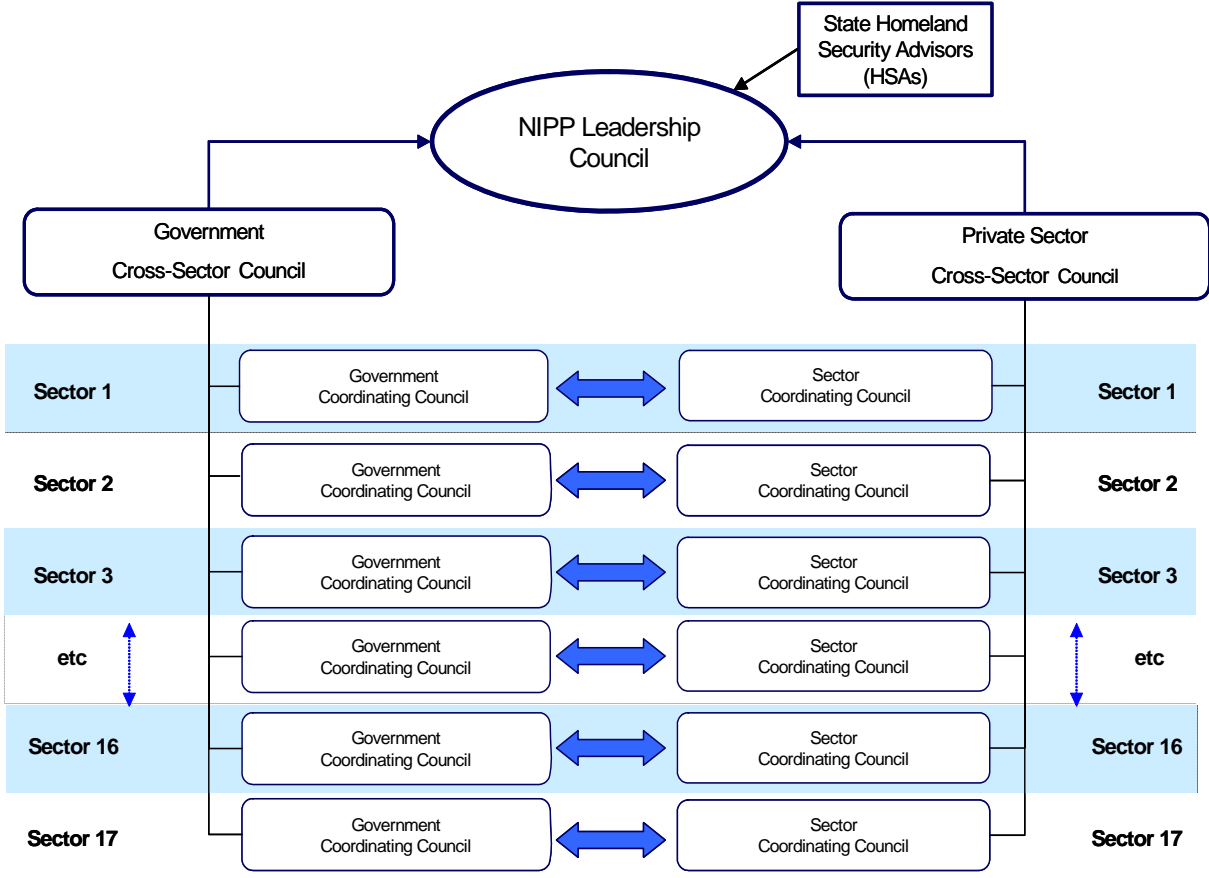 State Homeland
Security Advisors
(HSAs)
NIPP Leadership
Council
Government
Cross-Sector Council
Private Sector
Cross-Sector Council
Sector 1
Government
Coordinating Council
Sector
Coordinating Council
Sector 1
Sector 2
Government
Coordinating Council
Sector
Coordinating Council
Sector 2
Sector 3
Government
Coordinating Council
Sector
Coordinating Council
Sector 3
etc
Government
Coordinating Council
Sector
Coordinating Council
etc
Sector 16
Government
Coordinating Council
Sector
Coordinating Council
Sector 16
Sector 17
Government
Coordinating Council
Sector
Coordinating Council
Sector 17